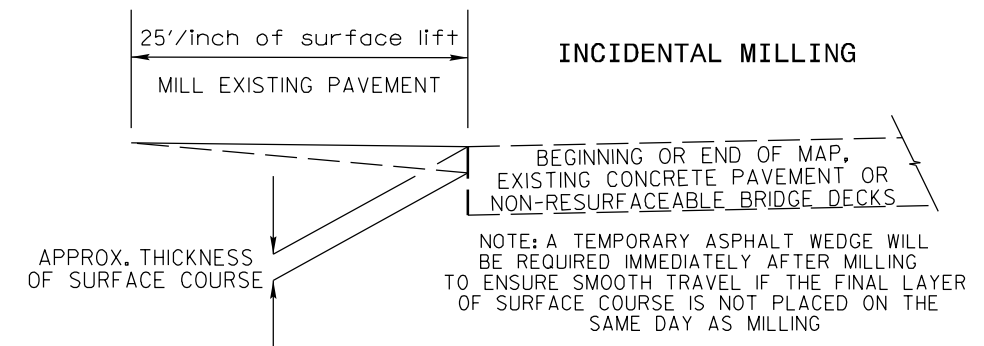 25'/inch of surface lift
MILL EXISTING PAVEMENT
INCIDENTAL MILLING
BEGINNING OR END OF MAP,
EXISTING CONCRETE PAVEMENT OR
NON-RESURFACEABLE BRIDGE DECKS
APPROX. THICKNESS
OF SURFACE COURSE
NOTE: A TEMPORARY ASPHALT WEDGE WILL
BE REQUIRED IMMEDIATELY AFTER MILLING
TO ENSURE SMOOTH TRAVEL IF THE FINAL LAYER
OF SURFACE COURSE IS NOT PLACED ON THE
SAME DAY AS MILLING